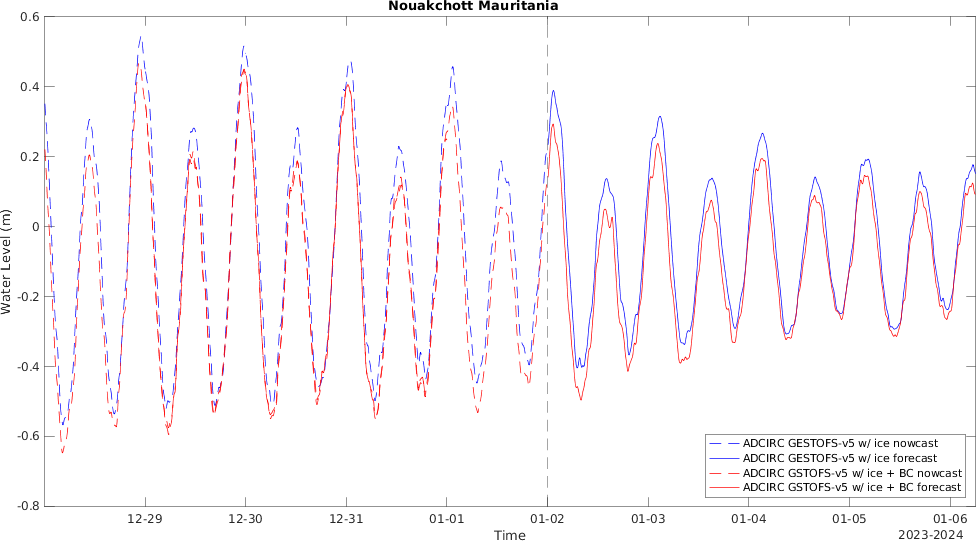 Nouakchott Mauritania
0.6
0.4
0.2
0
-0.2
-0.4
-0.6
-0.8
Water Level (m)
ADCIRC GESTOFS-v5 w/ ice nowcast
ADCIRC GESTOFS-v5 w/ ice forecast
ADCIRC GSTOFS-v5 w/ ice + BC nowcast
ADCIRC GSTOFS-v5 w/ ice + BC forecast
12-29 12-30 12-31 01-01 01-02 01-03 01-04 01-05 01-06
Time
2023-2024